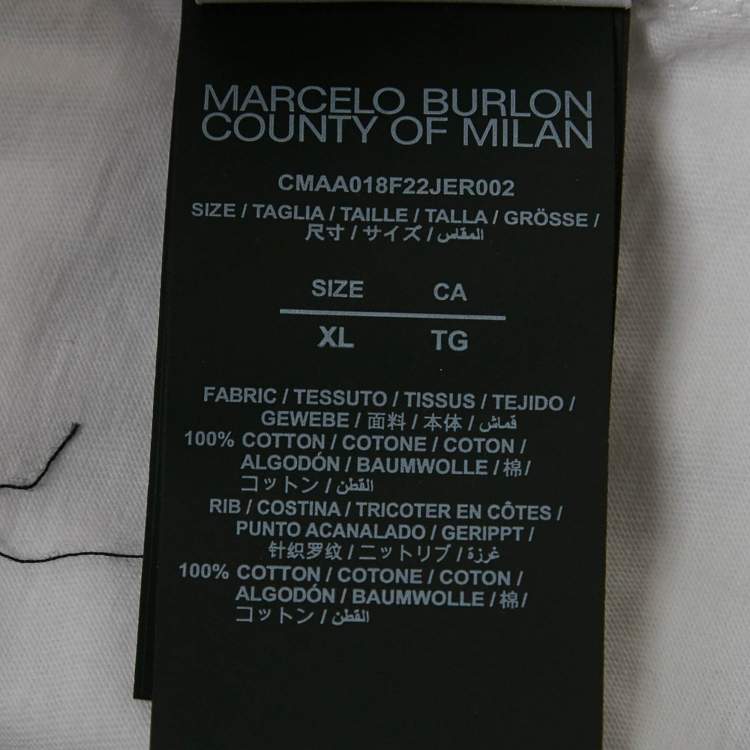 MARCELO BURLON
COUNTY OF MILAN
CMAA018F22JER002
SIZE / TAGLIA / TAILLE / TALLA / GRÖSSE /
尺寸 / サイズ / المقاس
SIZE CA
XL TG
FABRIC / TESSUTO / TISSUS / TEJIDO /
GEWEBE / 面料 / 本体 / قماش
100% COTTON / COTONE / COTON /
ALGODÓN / BAUMWOLLE / 棉 /
コットン / القطن
RIB / COSTINA / TRICOTER EN CÔTES /
PUNTO ACANALADO / GERIPPT /
针织罗纹 / ニットリブ / غرزة
100% COTTON / COTONE / COTON /
ALGODÓN / BAUMWOLLE / 棉 /
コットン / القطن